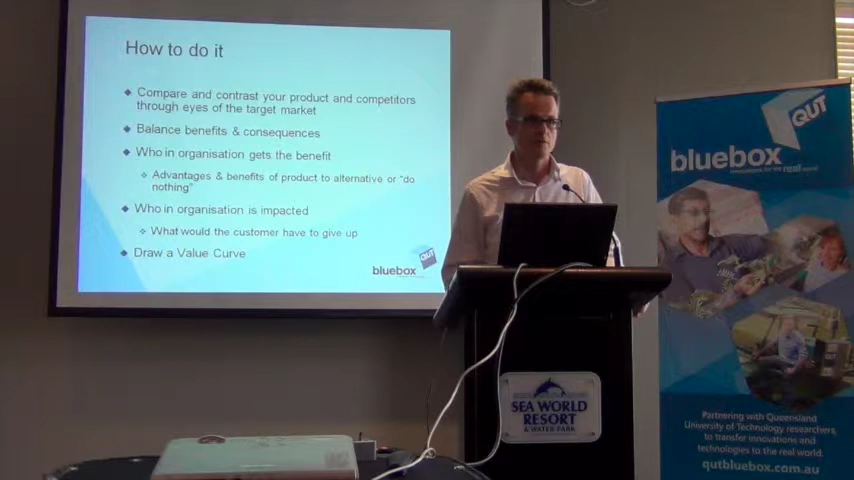 How to do it
Compare and contrast your product and competitors
through eyes of the target market
Balance benefits & consequences
Who in organisation gets the benefit
Advantages & benefits of product to alternative or "do
nothing"
Who in organisation is impacted
What would the customer have to give up
Draw a Value Curve
QUT
bluebox
QUT
bluebox
SEA WORLD
RESORT
& WATER PARK
Partnering with Queensland
University of Technology researchers,
to transfer innovations and
technologies to the real world.
qutbluebox.com.au